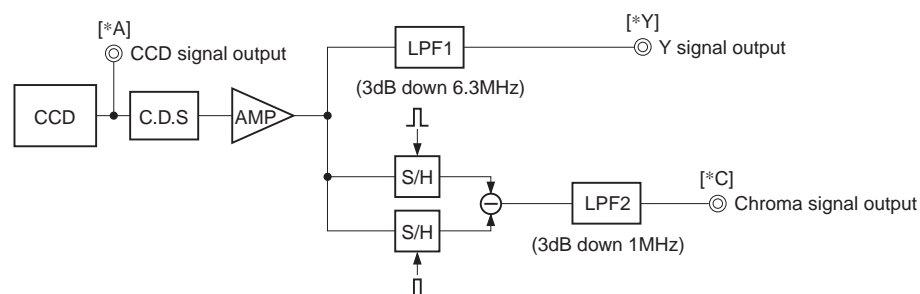 [*A]
CCD signal output
[*Y]
Y signal output
LPF1
(3dB down 6.3MHz)
CCD
C.D.S
AMP
S/H
S/H
LPF2
(3dB down 1MHz)
[*C]
Chroma signal output